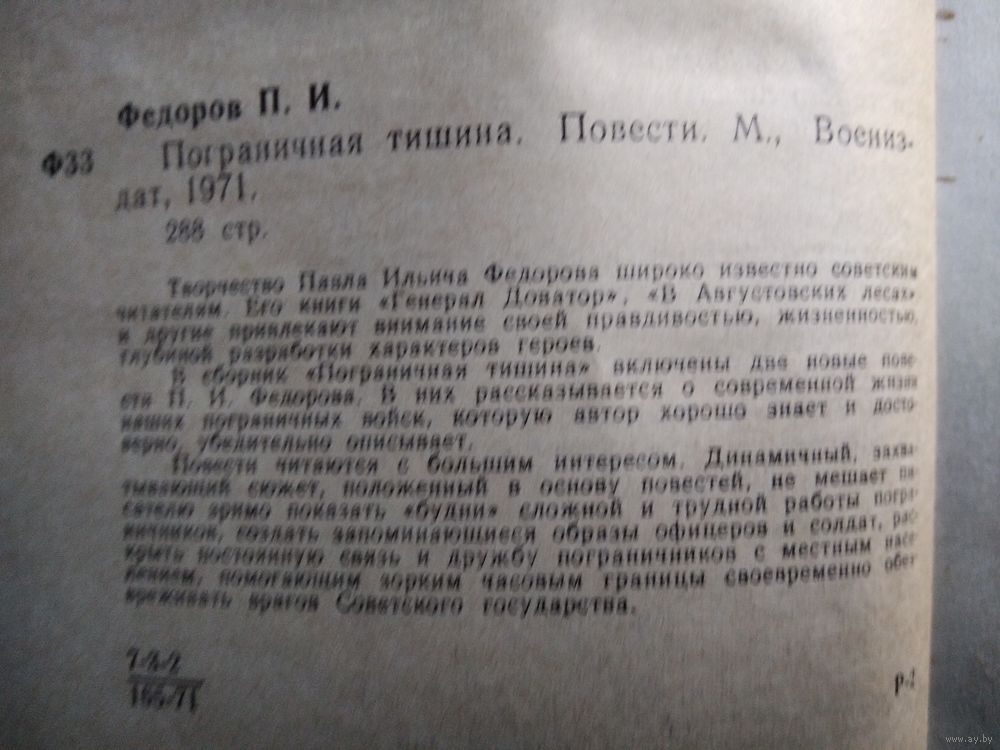 Федоров П. И.
Ф33 Пограничная тишина. Повести. М., Воениз-
дат, 1971.
288 стр.
Творчество Павла Ильича Федорова широко известно советским
читателям. Его книги «Генерал Доватор», «В Августовских лесах»
и другие привлекают внимание своей правдивостью, жизненностью,
глубиной разработки характеров героев.
В сборник «Пограничная тишина» включены две новые пове-
сти П. И. Федорова. В них рассказывается о современной жизни
наших пограничных войск, которую автор хорошо знает и досто-
верно, убедительно описывает.
Повести читаются с большим интересом. Динамичный, захва-
тывающий сюжет, положенный в основу повестей, не мешает пи-
сателю зримо показать «будни» сложной и трудной работы погра-
ничников, создать запоминающиеся образы офицеров и солдат, рас-
крыть постоянную связь и дружбу пограничников с местным насе-
лением, помогающим зорким часовым границы своевременно обез-
вреживать врагов Советского государства.
7-3-2
166-71
www.ay.by